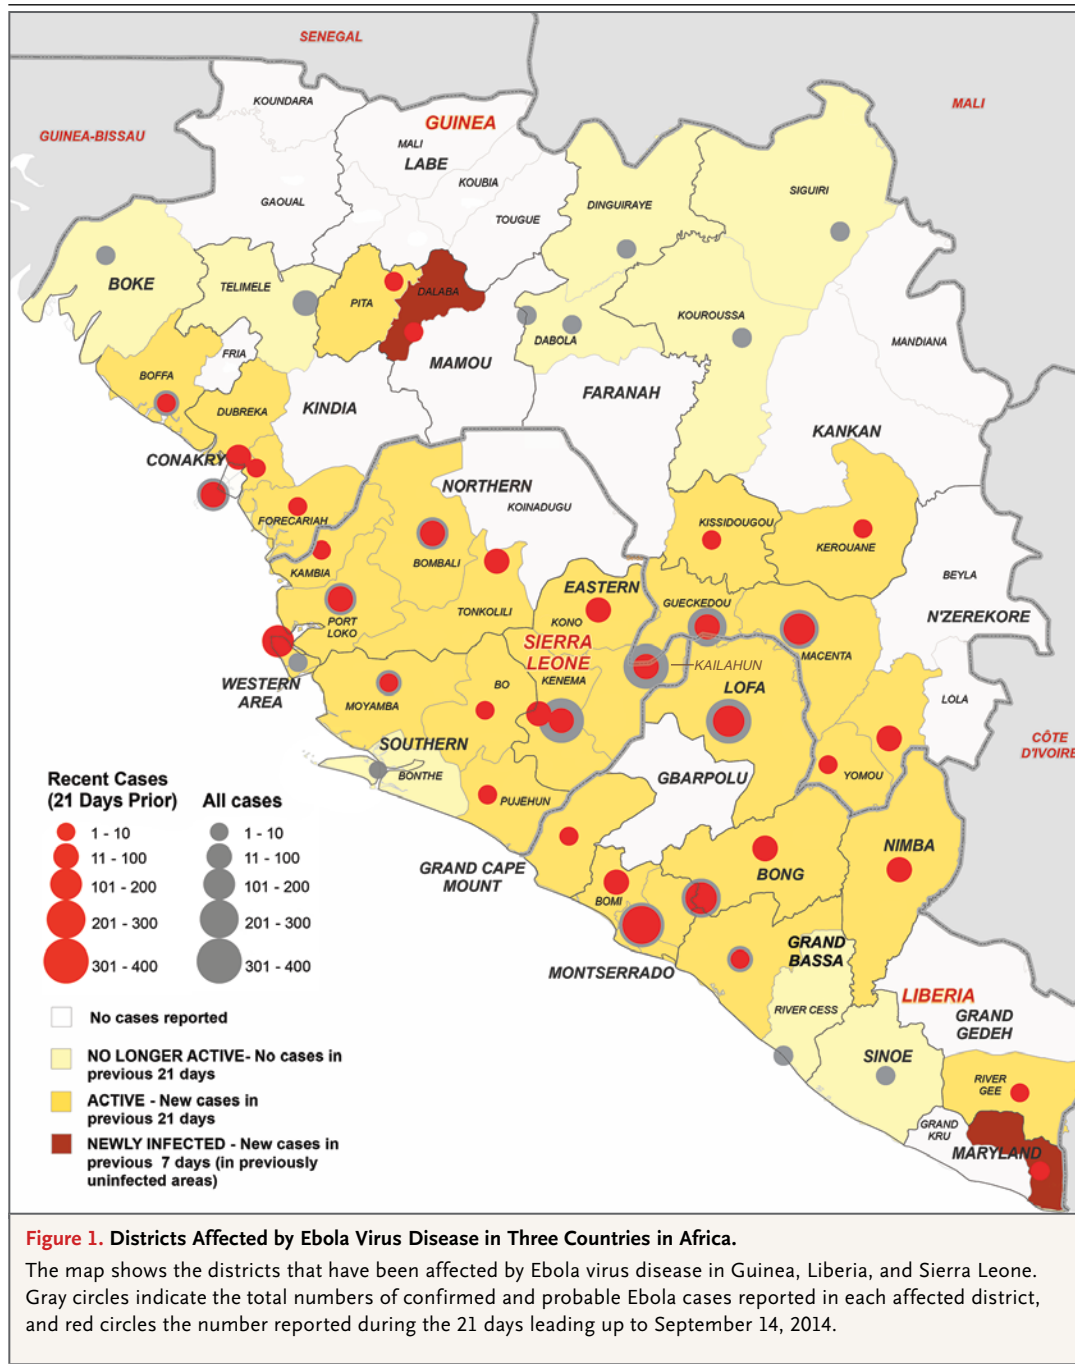 SENEGAL
KOUNDARA
MALI
GUINEA
GUINEA-BISSAU
MALI
LABE
KOUBIA
SIGUIRI
GAOUAL
DINGUIRAYE
TOUGUE
BOKE
TELIMELE
PITA
DALABA
KOUROUSSA
DABOLA
MANDIANA
FRIA
MAMOU
BOFFA
FARANAH
DUBREKA
KINDIA
KANKAN
CONAKRY
NORTHERN
KOINADUGU
FORECARIAH
KISSIDOUGOU
KEROUANE
BOMBALI
KAMBIA
BEYLA
EASTERN
GUECKEDOU
TONKOLILI
N'ZEREKORE
KONO
PORT
LOKO
SIERRA
LEONE
MACENTA
KAILAHUN
KENEMA
WESTERN
AREA
BO
LOFA
LOLA
MOYAMBA
CÔTE
D'IVOIRE
SOUTHERN
BONTHE
GBARPOLU
YOMOU
PUJEHUN
NIMBA
GRAND CAPE
MOUNT
BONG
BOMI
GRAND
BASSA
MONTSERRADO
LIBERIA
RIVER CESS
GRAND
GEDEH
SINOE
RIVER
GEE
GRAND
KRU
MARYLAND
Recent Cases
(21 Days Prior)
All cases
1 - 10
1 - 10
11 - 100
11 - 100
101 - 200
101 - 200
201 - 300
201 - 300
301 - 400
301 - 400
No cases reported
NO LONGER ACTIVE- No cases in
previous 21 days
ACTIVE - New cases in
previous 21 days
NEWLY INFECTED - New cases in
previous 7 days (in previously
uninfected areas)
Figure 1. Districts Affected by Ebola Virus Disease in Three Countries in Africa.
The map shows the districts that have been affected by Ebola virus disease in Guinea, Liberia, and Sierra Leone.
Gray circles indicate the total numbers of confirmed and probable Ebola cases reported in each affected district,
and red circles the number reported during the 21 days leading up to September 14, 2014.